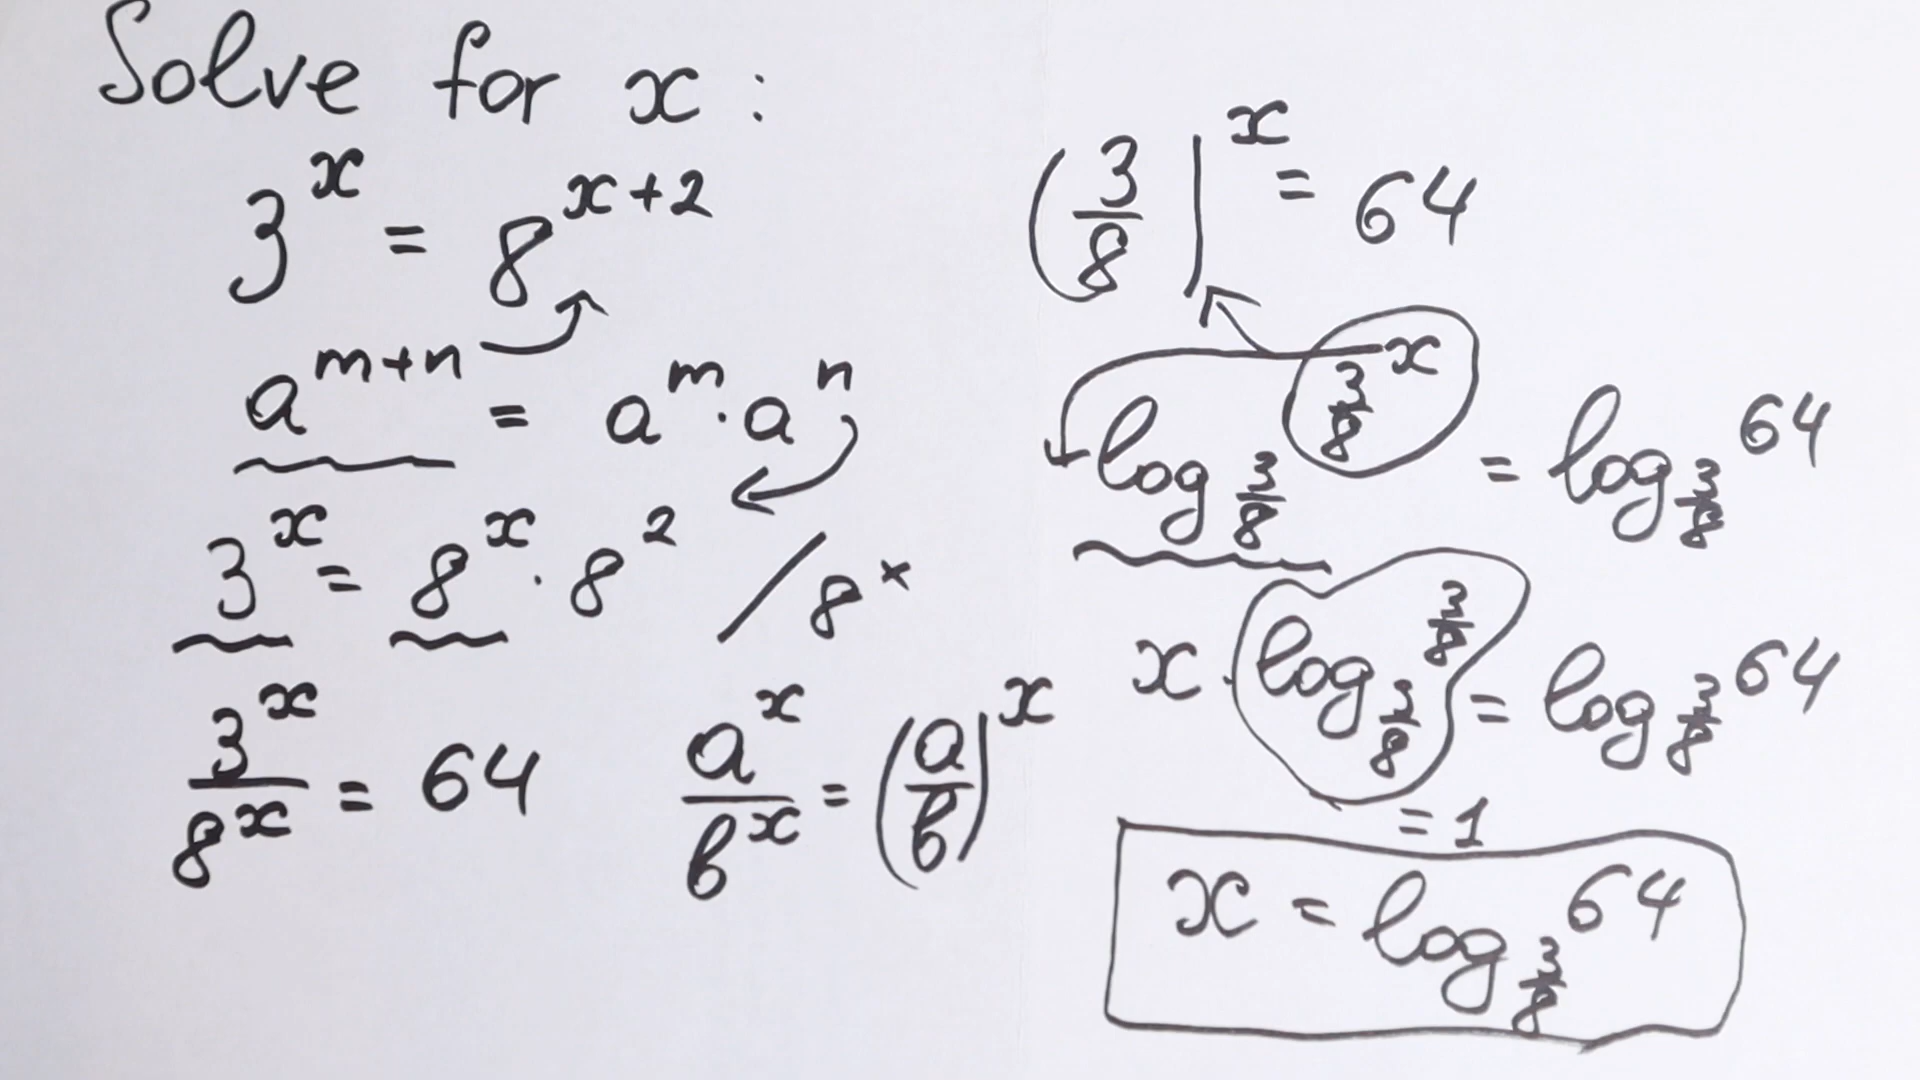 Solve for x :
3^x = 8^(x+2)
a^(m+n) = a^m · a^n
3^x = 8^x · 8^2 / 8^x
3^x/8^x = 64
a^x/b^x = (a/b)^x
(3/8)^x = 64
log_(3/8) (3/8)^x = log_(3/8) 64
x · log_(3/8) 3/8 = log_(3/8) 64
= 1
x = log_(3/8) 64